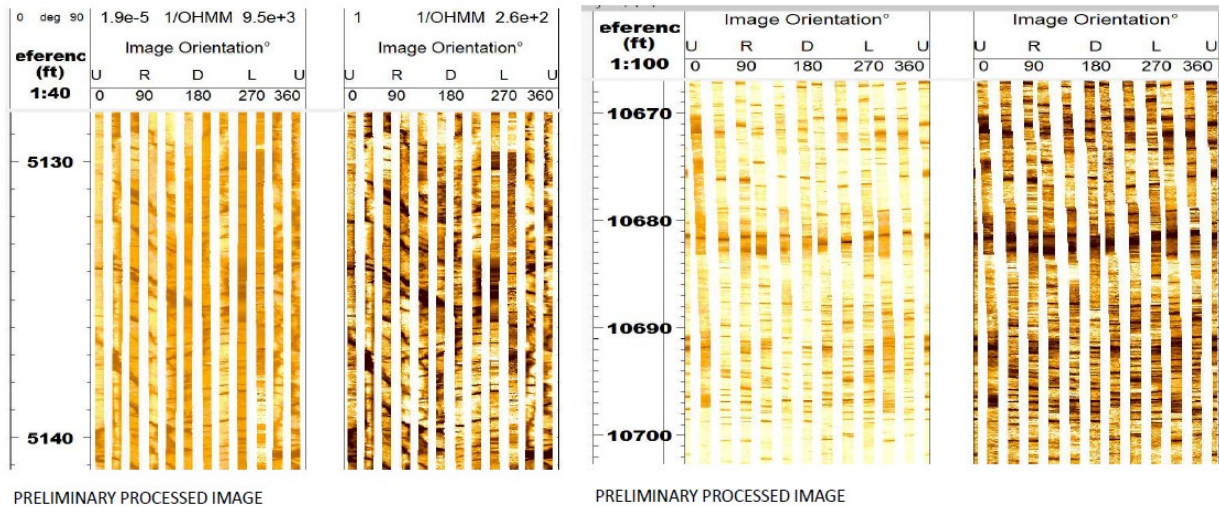 0 deg 90 1.9e-5 1/OHMM 9.5e+3 1 1/OHMM 2.6e+2
Image Orientation° Image Orientation°
eferenc
(ft)
1:40
U R D L U U R D L U
0 90 180 270 360 0 90 180 270 360
5130
5140
PRELIMINARY PROCESSED IMAGE
Image Orientation° Image Orientation°
eferenc
(ft)
1:100
U R D L U U R D L U
0 90 180 270 360 0 90 180 270 360
10670
10680
10690
10700
PRELIMINARY PROCESSED IMAGE